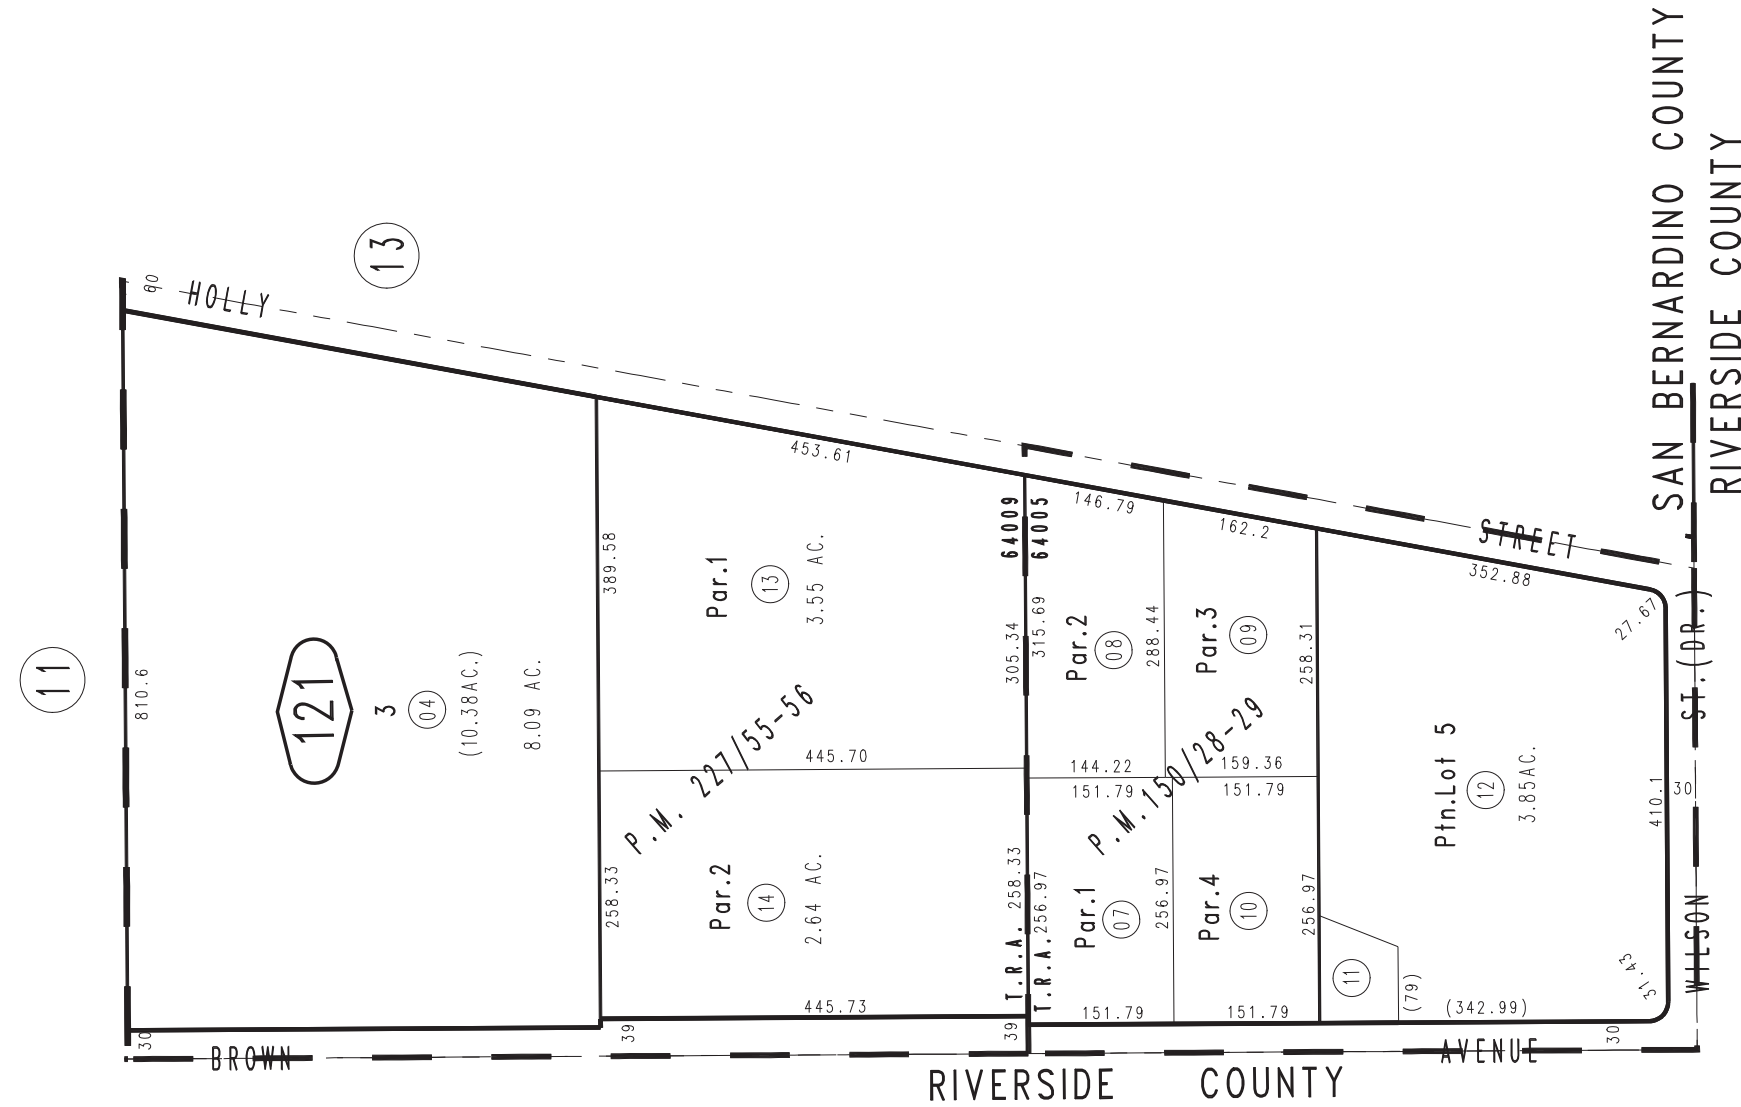 SAN BERNARDINO COUNTY
RIVERSIDE COUNTY
13
60
HOLLY
STREET
11
810.6
121
3
04
(10.38AC.)
8.09 AC.
453.61
389.58
Par.1
13
3.55 AC.
445.70
305.34
64009
64005
315.69
146.79
162.2
352.88
27.67
Par.2
08
288.44
Par.3
09
258.31
144.22
159.36
P.M. 227/55-56
P.M.150/28-29
258.33
Par.2
14
2.64 AC.
445.73
258.33
T.R.A.
T.R.A.
256.97
151.79
151.79
Par.1
07
256.97
Par.4
10
256.97
151.79
151.79
Ptn.Lot 5
12
3.85AC.
410.1
30
11
(79)
(342.99)
31.43
WILSON ST.(DR.)
30
39
39
30
BROWN
AVENUE
RIVERSIDE COUNTY